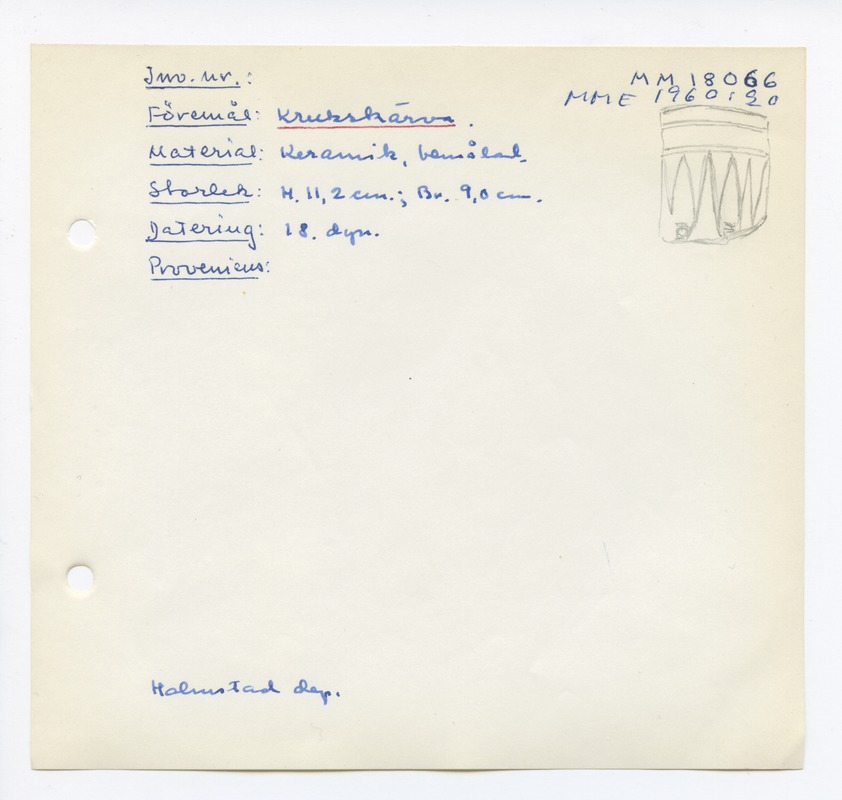 Inv. nr.: MM 18066
MME 1960:20
Föremål: Krukskärva.
Material: Keramik, bemålad.
Storlek: H. 11,2 cm.; Br. 9,0 cm.
Datering: 18. dyn.
Proveniens:
Halmstad dep.